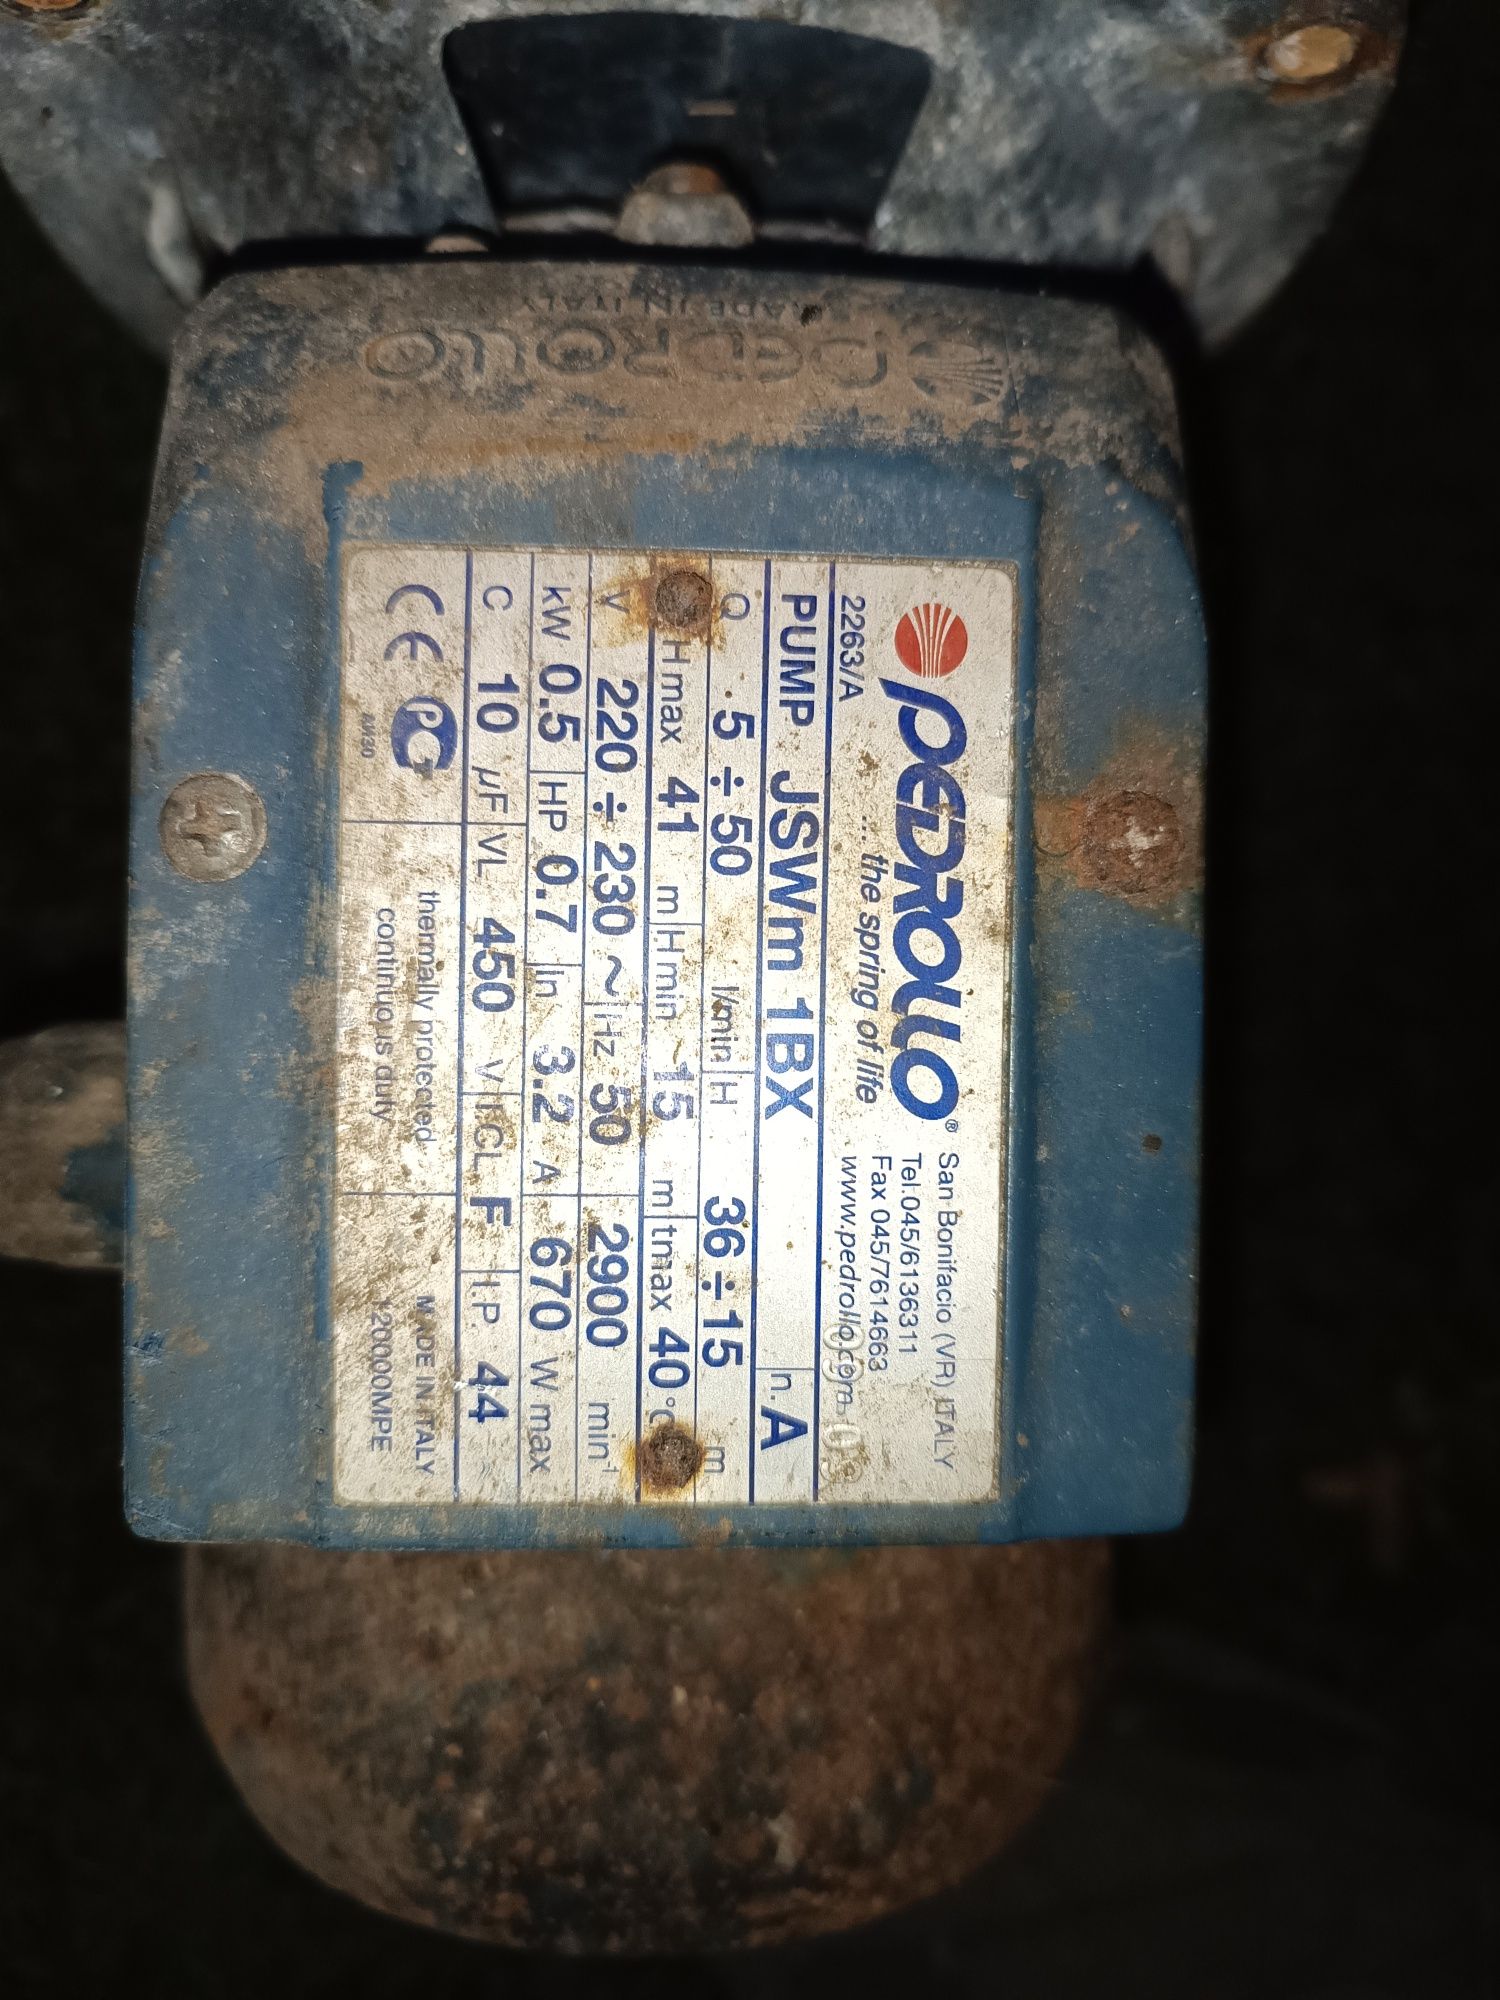 PEDROLLO
MADE IN ITALY
PEDROLLO®
... the spring of life
San Bonifacio (VR) ITALY
Tel.045/6136311
Fax 045/7614663
www.pedrollo.com
2263/A
PUMP JSWm 1BX n. A
Q 5 ÷ 50 l/min H 36 ÷ 15 m
Hmax 41 m Hmin 15 m tmax 40 °C
V 220 ÷ 230 ~ Hz 50 2900 min⁻¹
kW 0.5 HP 0.7 In 3.2 A 670 W max
C 10 µF VL 450 V I.CL. F I.P. 44
CE PCT
thermally protected
continuous duty
MADE IN ITALY
120000MPE